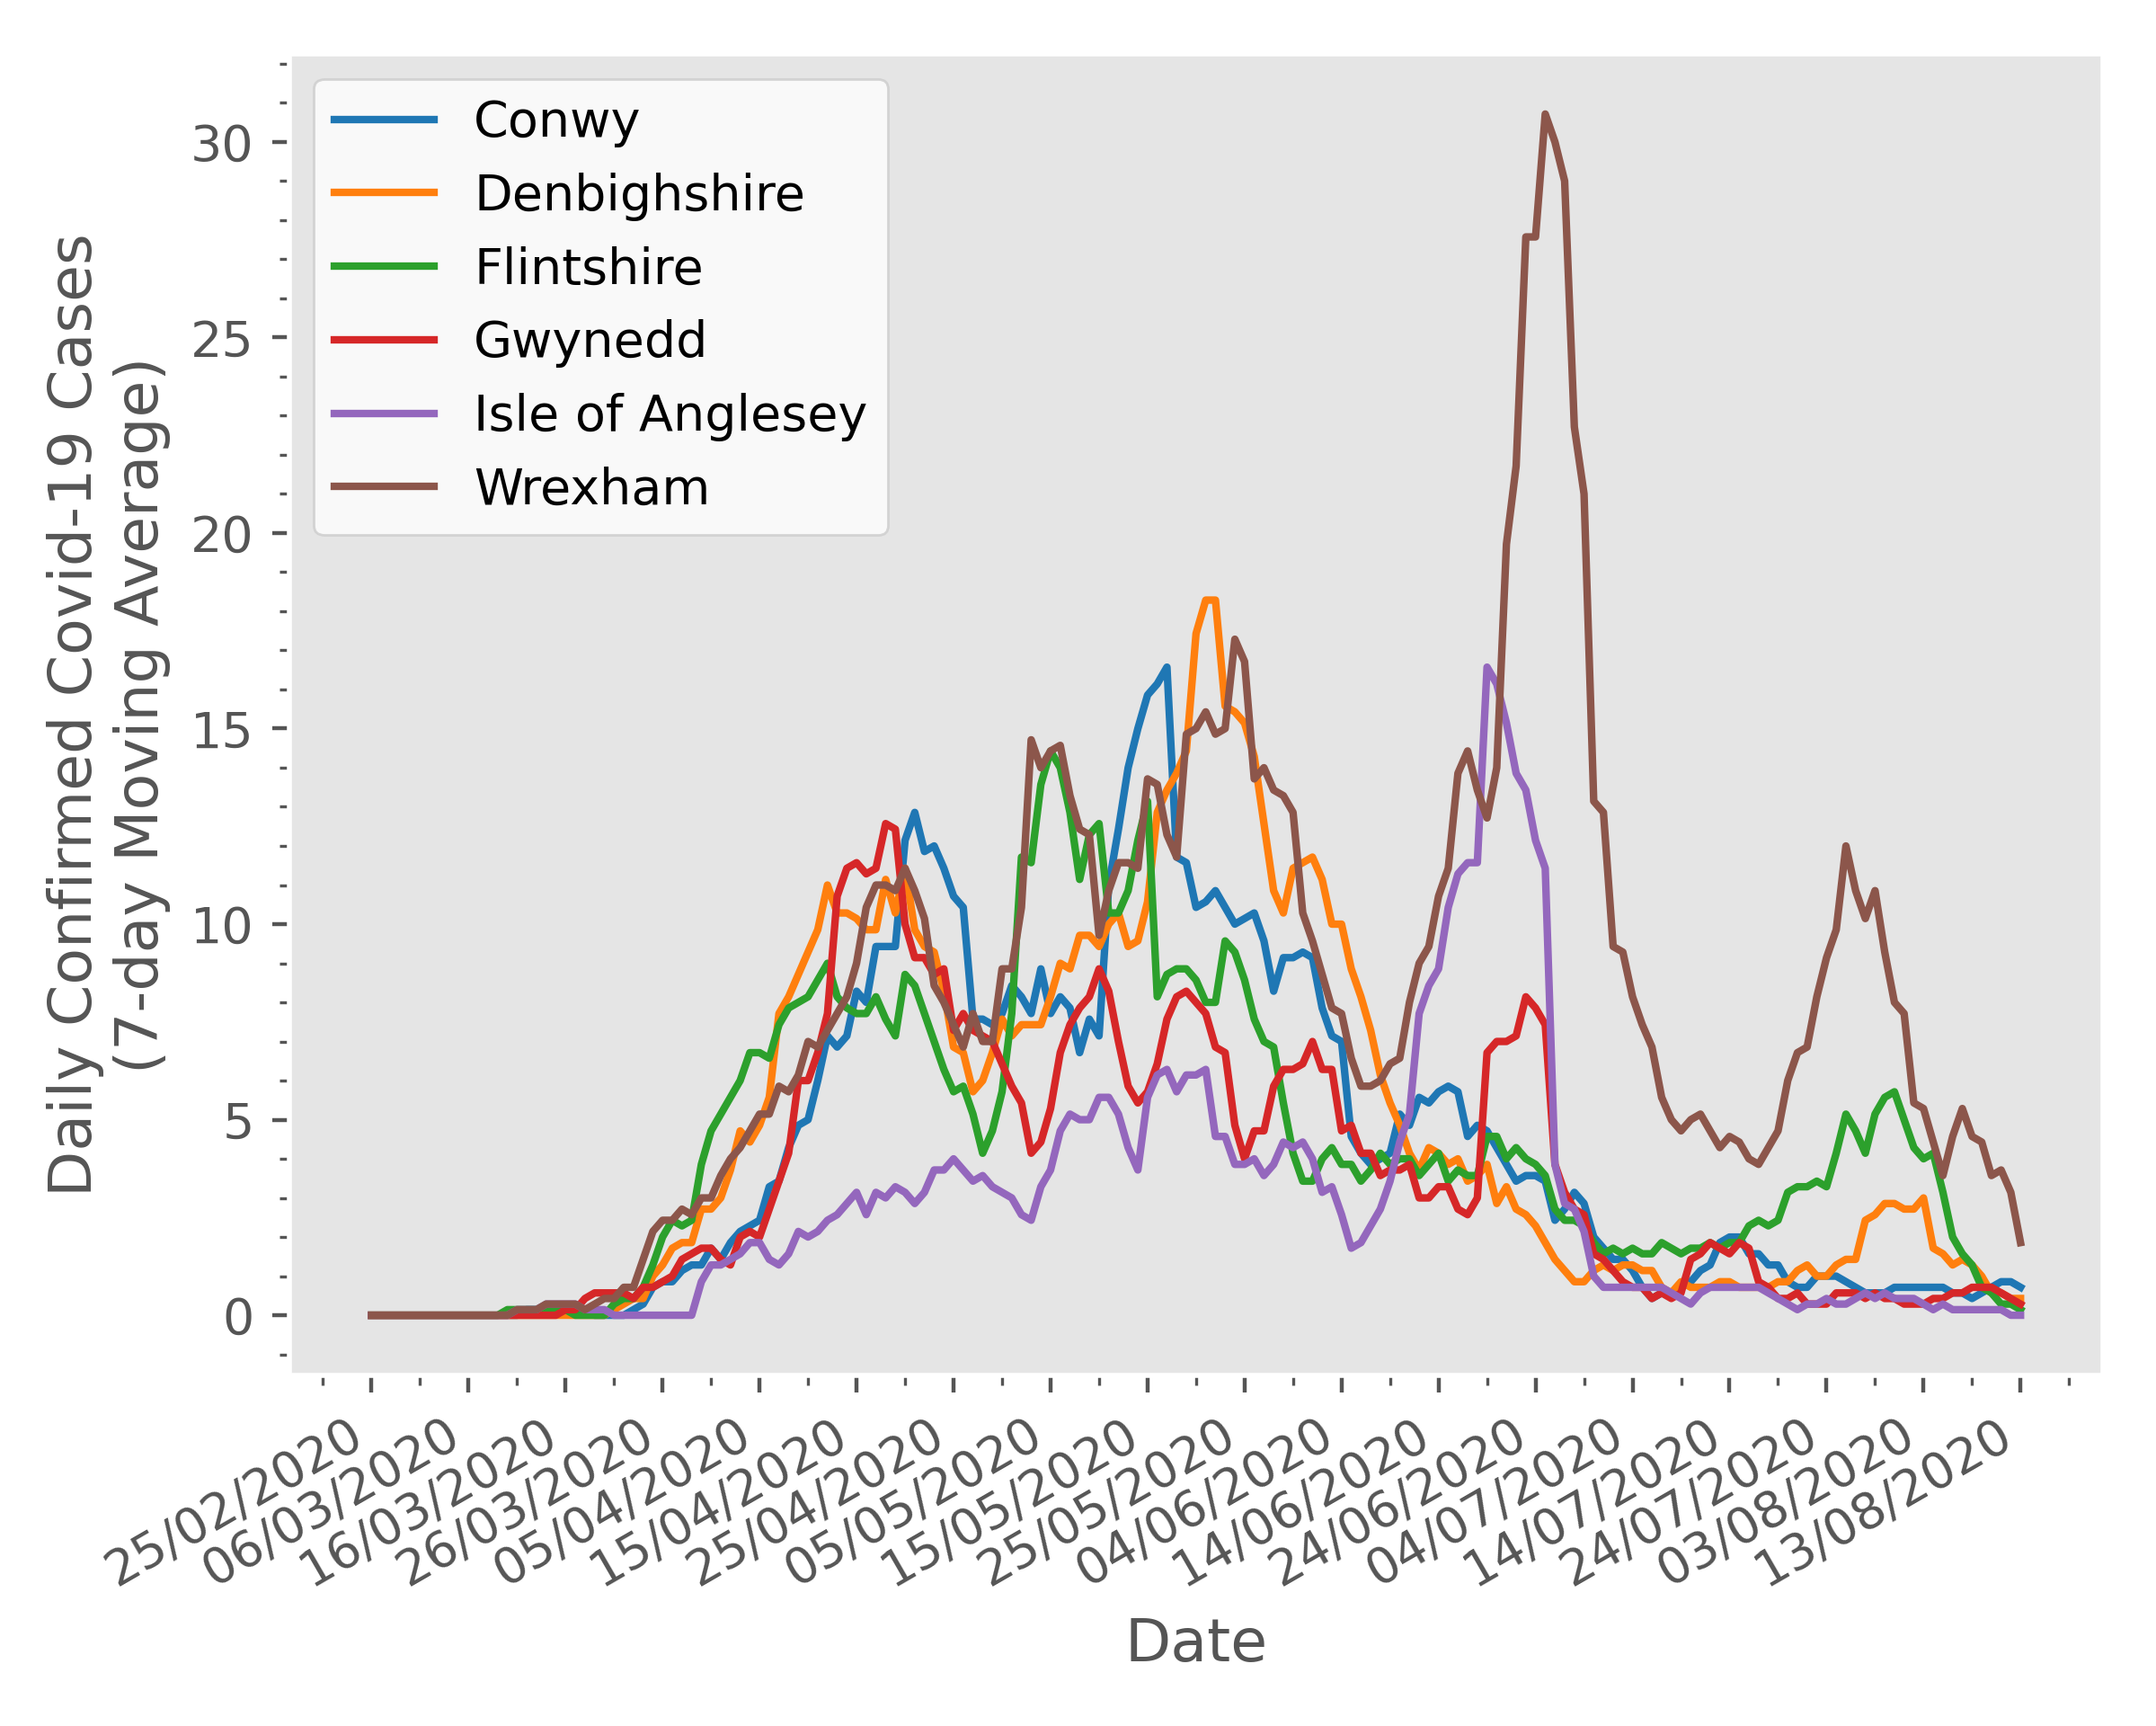 Conwy
Denbighshire
Flintshire
Gwynedd
Isle of Anglesey
Wrexham
Daily Confirmed Covid-19 Cases
(7-day Moving Average)
30
25
20
15
10
5
0
25/02/2020
06/03/2020
16/03/2020
26/03/2020
05/04/2020
15/04/2020
25/04/2020
05/05/2020
15/05/2020
25/05/2020
04/06/2020
14/06/2020
24/06/2020
04/07/2020
14/07/2020
24/07/2020
03/08/2020
13/08/2020
Date